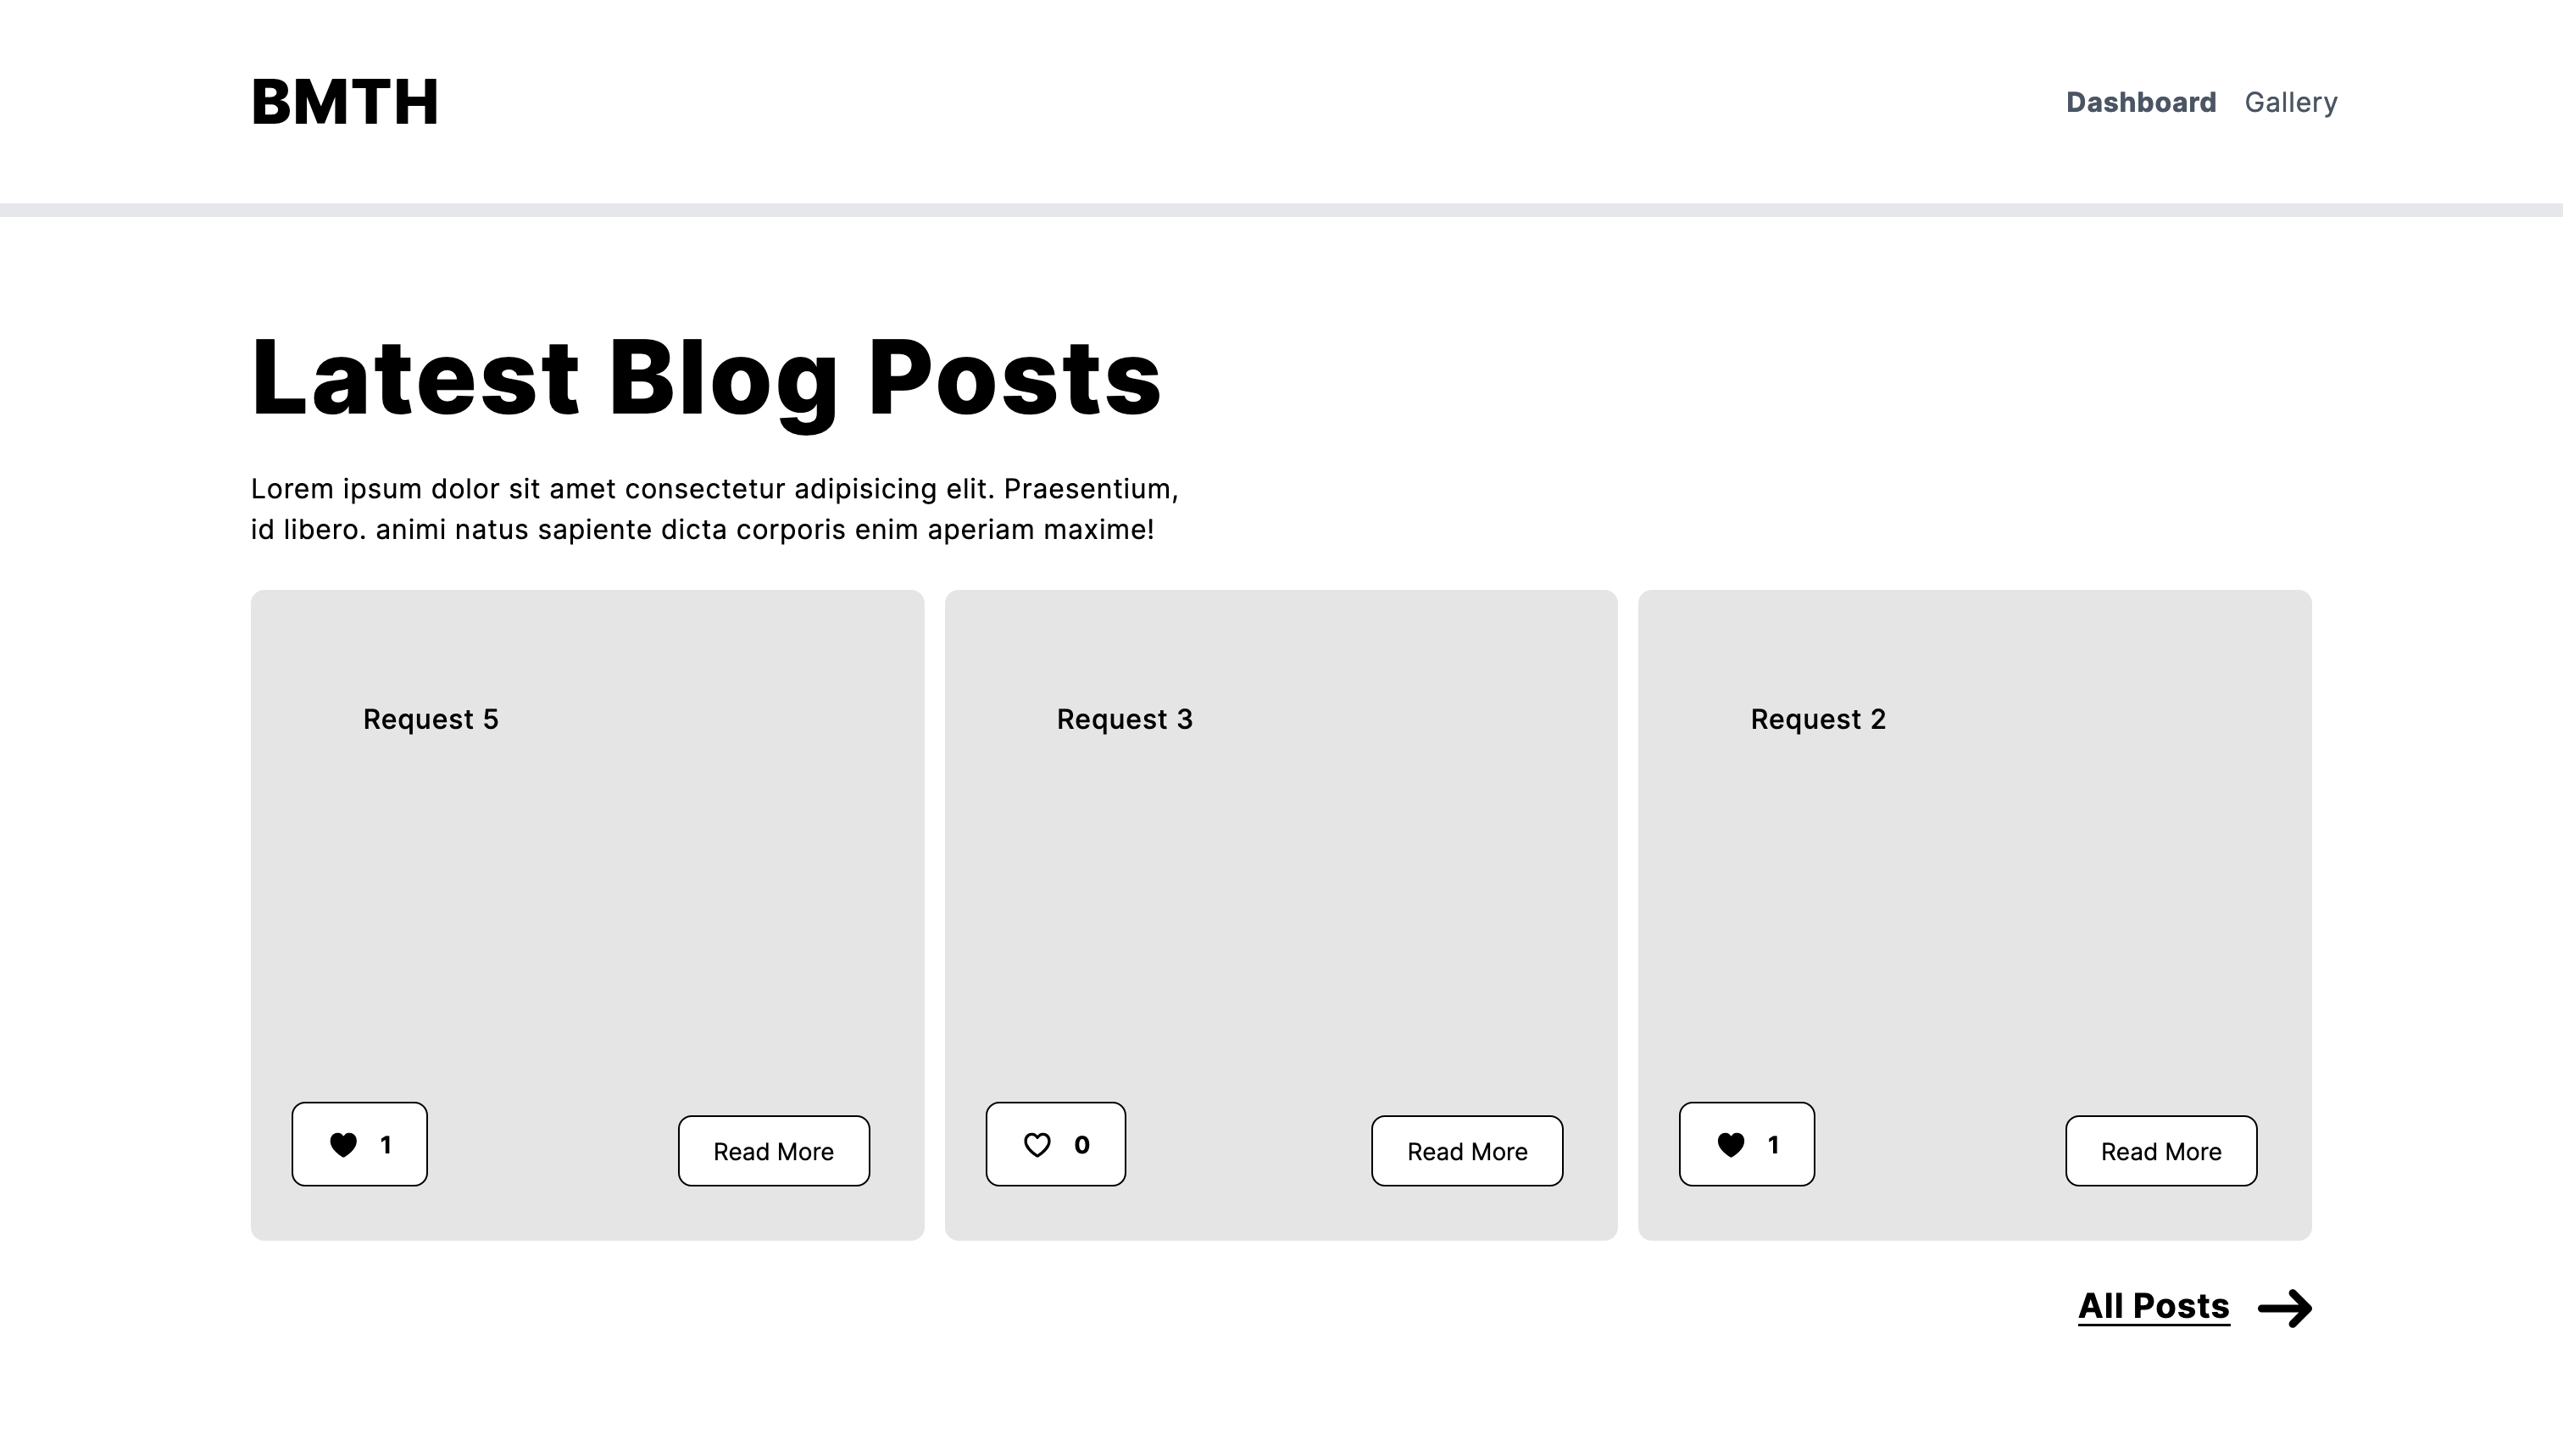 BMTH
Dashboard Gallery
Latest Blog Posts
Lorem ipsum dolor sit amet consectetur adipisicing elit. Praesentium,
id libero. animi natus sapiente dicta corporis enim aperiam maxime!
Request 5
Request 3
Request 2
1
Read More
0
Read More
1
Read More
All Posts